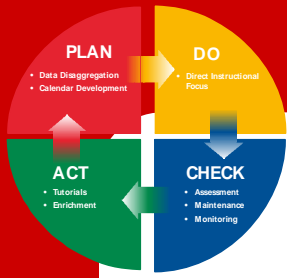 PLAN
• Data Disaggregation
• Calendar Development
DO
• Direct Instructional
Focus
ACT
• Tutorials
• Enrichment
CHECK
• Assessment
• Maintenance
• Monitoring